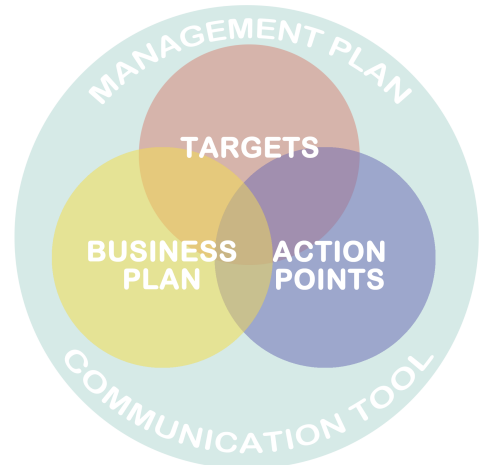 MANAGEMENT PLAN
TARGETS
BUSINESS
PLAN
ACTION
POINTS
COMMUNICATION TOOL